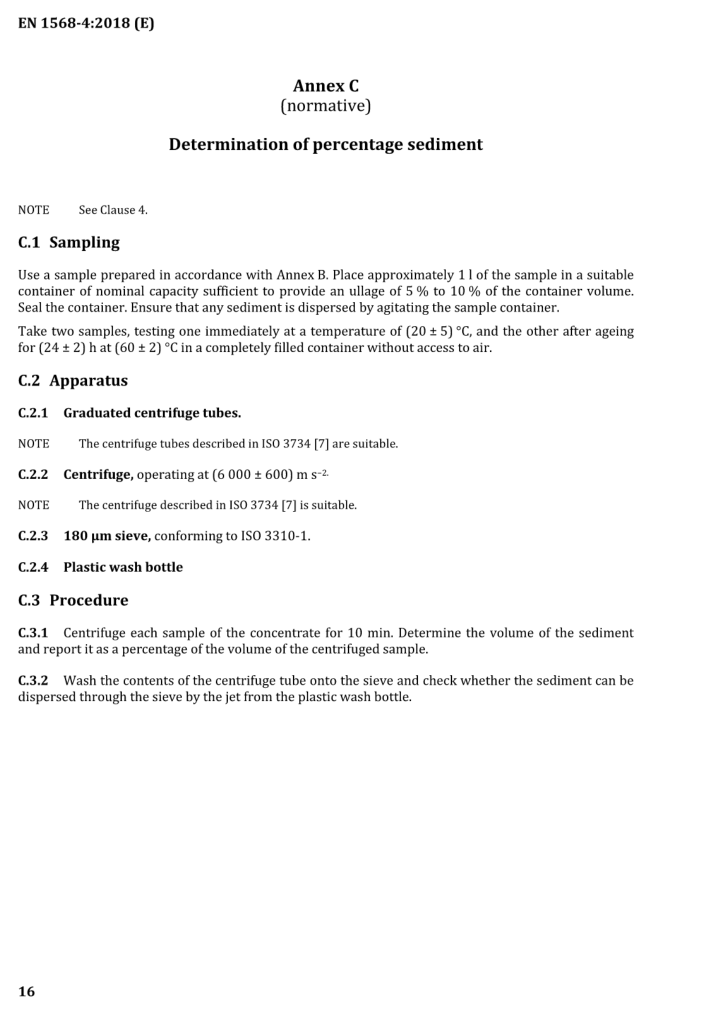 EN 1568-4:2018 (E)
Annex C
(normative)
Determination of percentage sediment
NOTE See Clause 4.
C.1 Sampling
Use a sample prepared in accordance with Annex B. Place approximately 1 l of the sample in a suitable
container of nominal capacity sufficient to provide an ullage of 5 % to 10 % of the container volume.
Seal the container. Ensure that any sediment is dispersed by agitating the sample container.
Take two samples, testing one immediately at a temperature of (20 ± 5) °C, and the other after ageing
for (24 ± 2) h at (60 ± 2) °C in a completely filled container without access to air.
C.2 Apparatus
C.2.1 Graduated centrifuge tubes.
NOTE The centrifuge tubes described in ISO 3734 [7] are suitable.
C.2.2 Centrifuge, operating at (6 000 ± 600) m s⁻².
NOTE The centrifuge described in ISO 3734 [7] is suitable.
C.2.3 180 µm sieve, conforming to ISO 3310-1.
C.2.4 Plastic wash bottle
C.3 Procedure
C.3.1 Centrifuge each sample of the concentrate for 10 min. Determine the volume of the sediment
and report it as a percentage of the volume of the centrifuged sample.
C.3.2 Wash the contents of the centrifuge tube onto the sieve and check whether the sediment can be
dispersed through the sieve by the jet from the plastic wash bottle.
16